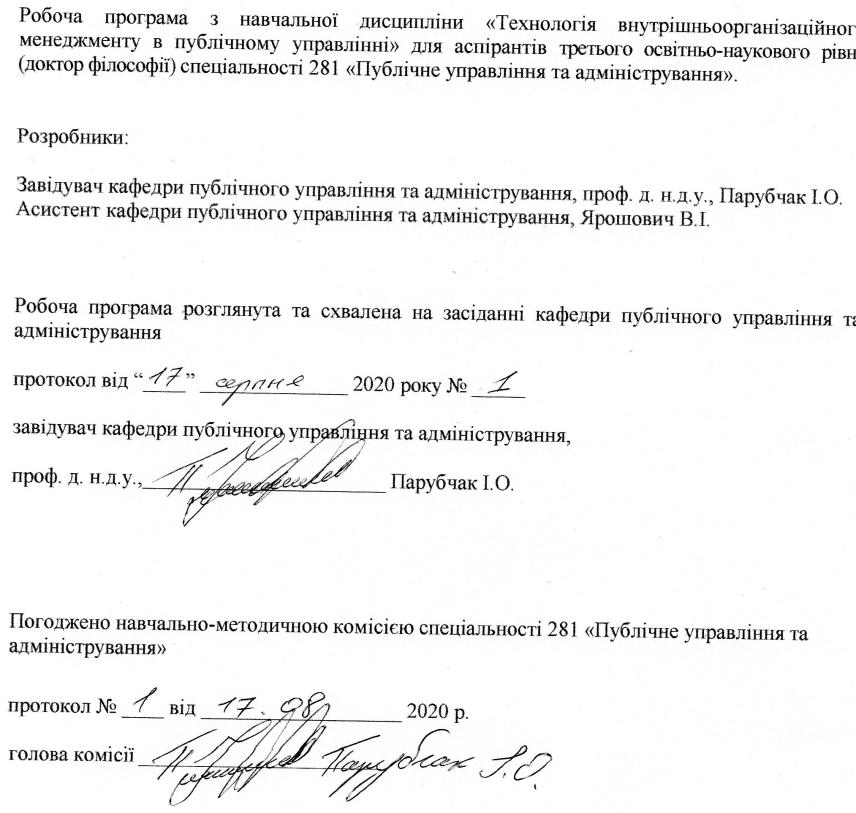 Робоча програма з навчальної дисципліни «Технологія внутрішньоорганізаційног
менеджменту в публічному управлінні» для аспірантів третього освітньо-наукового рівн
(доктор філософії) спеціальності 281 «Публічне управління та адміністрування».
Розробники:
Завідувач кафедри публічного управління та адміністрування, проф. д. н.д.у., Парубчак І.О.
Асистент кафедри публічного управління та адміністрування, Ярошович В.І.
Робоча програма розглянута та схвалена на засіданні кафедри публічного управління та
адміністрування
протокол від “17” серпня 2020 року № 1
завідувач кафедри публічного управління та адміністрування,
проф. д. н.д.у., Парубчак І.О.
Погоджено навчально-методичною комісією спеціальності 281 «Публічне управління та
адміністрування»
протокол № 1 від 17.08 2020 р.
голова комісії Парубчак І.О.